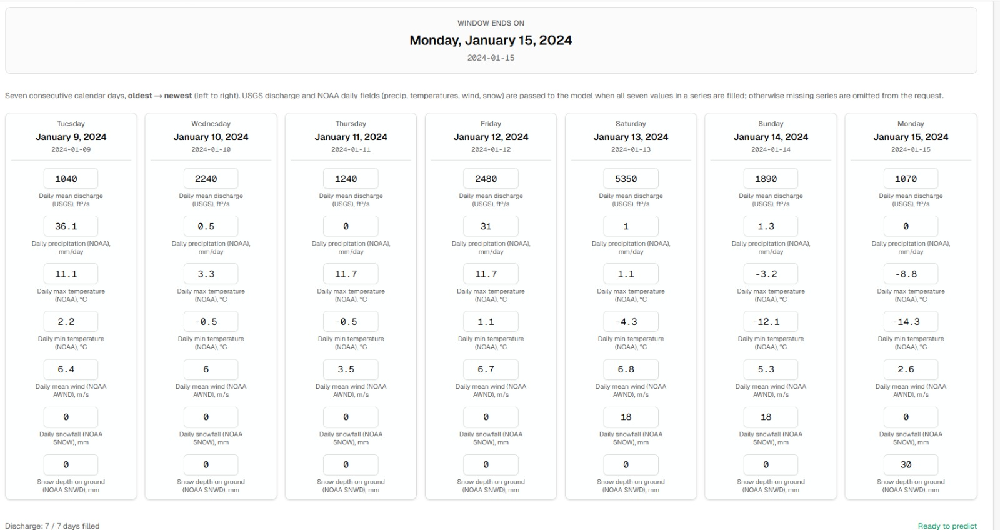 WINDOW ENDS ON
Monday, January 15, 2024
2024-01-15
Seven consecutive calendar days, oldest → newest (left to right). USGS discharge and NOAA daily fields (precip, temperatures, wind, snow) are passed to the model when all seven values in a series are filled; otherwise missing series are omitted from the request.
Tuesday
January 9, 2024
2024-01-09
1040
Daily mean discharge
(USGS), ft³/s
36.1
Daily precipitation (NOAA),
mm/day
11.1
Daily max temperature
(NOAA), °C
2.2
Daily min temperature
(NOAA), °C
6.4
Daily mean wind (NOAA
AWND), m/s
0
Daily snowfall (NOAA
SNOW), mm
0
Snow depth on ground
(NOAA SNWD), mm
Wednesday
January 10, 2024
2024-01-10
2240
Daily mean discharge
(USGS), ft³/s
0.5
Daily precipitation (NOAA),
mm/day
3.3
Daily max temperature
(NOAA), °C
-0.5
Daily min temperature
(NOAA), °C
6
Daily mean wind (NOAA
AWND), m/s
0
Daily snowfall (NOAA
SNOW), mm
0
Snow depth on ground
(NOAA SNWD), mm
Thursday
January 11, 2024
2024-01-11
1240
Daily mean discharge
(USGS), ft³/s
0
Daily precipitation (NOAA),
mm/day
11.7
Daily max temperature
(NOAA), °C
-0.5
Daily min temperature
(NOAA), °C
3.5
Daily mean wind (NOAA
AWND), m/s
0
Daily snowfall (NOAA
SNOW), mm
0
Snow depth on ground
(NOAA SNWD), mm
Friday
January 12, 2024
2024-01-12
2480
Daily mean discharge
(USGS), ft³/s
31
Daily precipitation (NOAA),
mm/day
11.7
Daily max temperature
(NOAA), °C
1.1
Daily min temperature
(NOAA), °C
6.7
Daily mean wind (NOAA
AWND), m/s
0
Daily snowfall (NOAA
SNOW), mm
0
Snow depth on ground
(NOAA SNWD), mm
Saturday
January 13, 2024
2024-01-13
5350
Daily mean discharge
(USGS), ft³/s
1
Daily precipitation (NOAA),
mm/day
1.1
Daily max temperature
(NOAA), °C
-4.3
Daily min temperature
(NOAA), °C
6.8
Daily mean wind (NOAA
AWND), m/s
18
Daily snowfall (NOAA
SNOW), mm
0
Snow depth on ground
(NOAA SNWD), mm
Sunday
January 14, 2024
2024-01-14
1890
Daily mean discharge
(USGS), ft³/s
1.3
Daily precipitation (NOAA),
mm/day
-3.2
Daily max temperature
(NOAA), °C
-12.1
Daily min temperature
(NOAA), °C
5.3
Daily mean wind (NOAA
AWND), m/s
18
Daily snowfall (NOAA
SNOW), mm
0
Snow depth on ground
(NOAA SNWD), mm
Monday
January 15, 2024
2024-01-15
1070
Daily mean discharge
(USGS), ft³/s
0
Daily precipitation (NOAA),
mm/day
-8.8
Daily max temperature
(NOAA), °C
-14.3
Daily min temperature
(NOAA), °C
2.6
Daily mean wind (NOAA
AWND), m/s
0
Daily snowfall (NOAA
SNOW), mm
30
Snow depth on ground
(NOAA SNWD), mm
Discharge: 7 / 7 days filled
Ready to predict